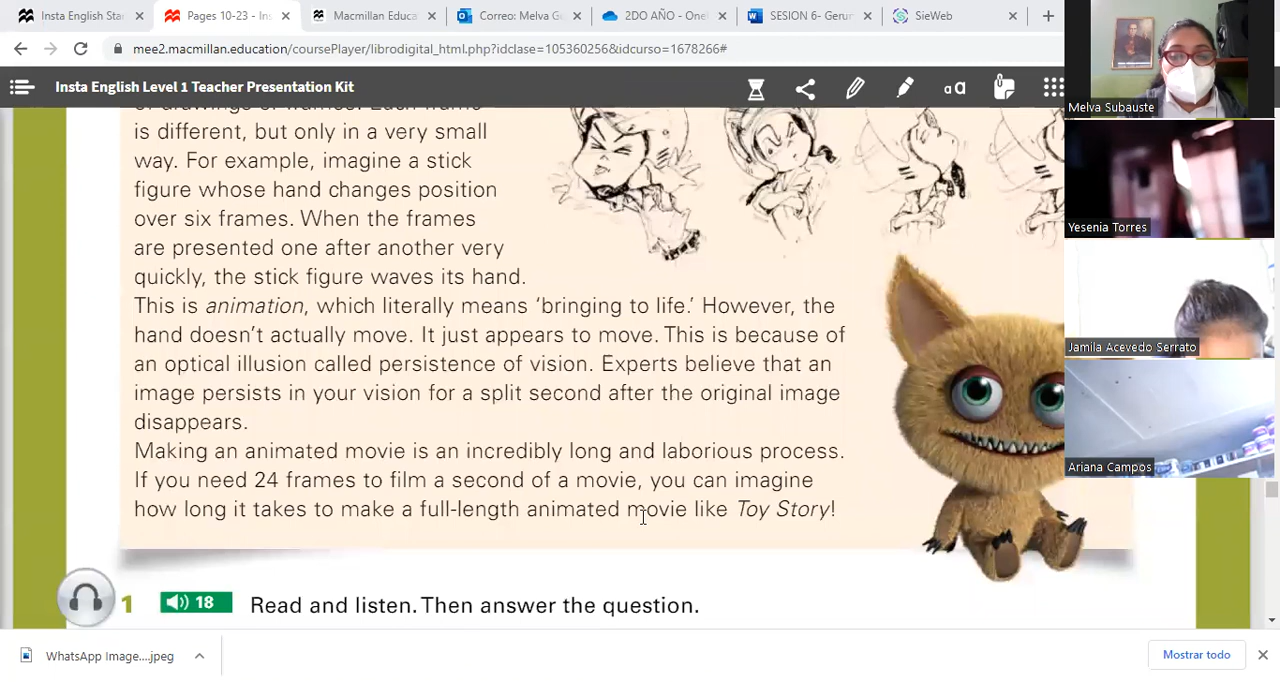 Insta English Star
Pages 10-23 - Ins
Macmillan Educa
Correo: Melva G
2DO AÑO - One
SESION 6- Gerun
SieWeb
mee2.macmillan.education/coursePlayer/librodigital_html.php?idclase=105360256&idcurso=1678266#
Insta English Level 1 Teacher Presentation Kit
aa
Melva Subauste
Yesenia Torres
Jamila Acevedo Serrato
Ariana Campos
of drawings or frames. Each frame
is different, but only in a very small
way. For example, imagine a stick
figure whose hand changes position
over six frames. When the frames
are presented one after another very
quickly, the stick figure waves its hand.
This is animation, which literally means ‘bringing to life.’ However, the
hand doesn’t actually move. It just appears to move. This is because of
an optical illusion called persistence of vision. Experts believe that an
image persists in your vision for a split second after the original image
disappears.
Making an animated movie is an incredibly long and laborious process.
If you need 24 frames to film a second of a movie, you can imagine
how long it takes to make a full-length animated movie like Toy Story!
1 18 Read and listen. Then answer the question.
WhatsApp Image....jpeg
Mostrar todo